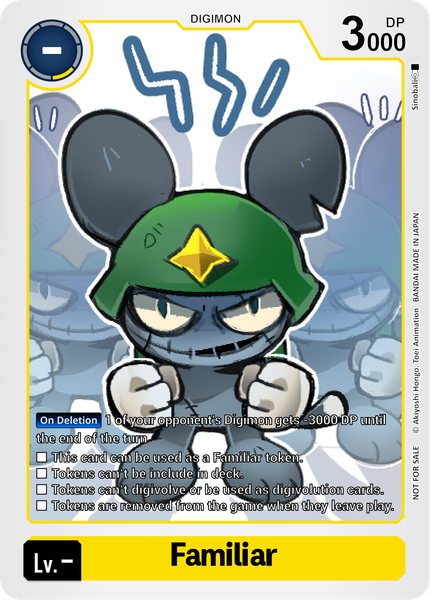 DIGIMON
-
3000
DP
Sinobali
On Deletion 1 of your opponent's Digimon gets -3000 DP until
the end of the turn
□ This card can be used as a Familiar token.
□ Tokens can't be include in deck.
□ Tokens can't digivolve or be used as digivolution cards.
□ Tokens are removed from the game when they leave play.
NOT FOR SALE © Akiyoshi Hongo. Toei Animation BANDAI MADE IN JAPAN
Lv.-
Familiar